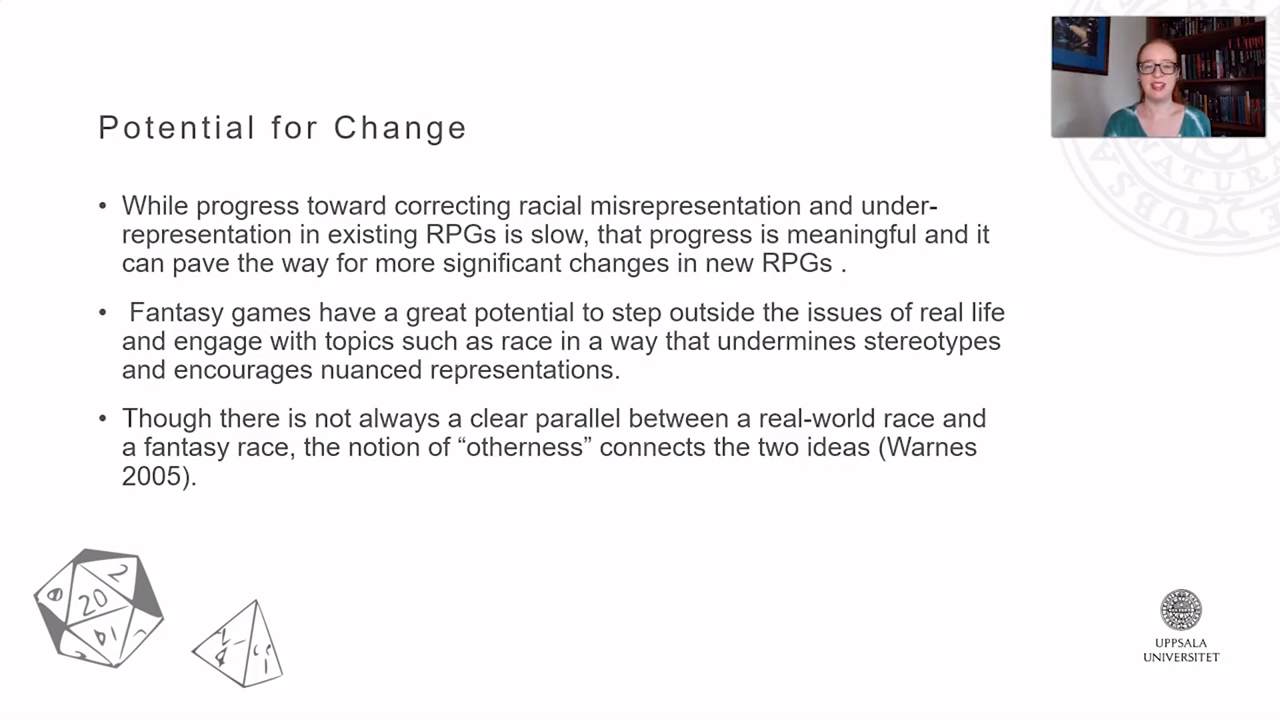 Potential for Change
• While progress toward correcting racial misrepresentation and under-
representation in existing RPGs is slow, that progress is meaningful and it
can pave the way for more significant changes in new RPGs .
• Fantasy games have a great potential to step outside the issues of real life
and engage with topics such as race in a way that undermines stereotypes
and encourages nuanced representations.
• Though there is not always a clear parallel between a real-world race and
a fantasy race, the notion of “otherness” connects the two ideas (Warnes
2005).
2
20
4
1
UPPSALA
UNIVERSITET